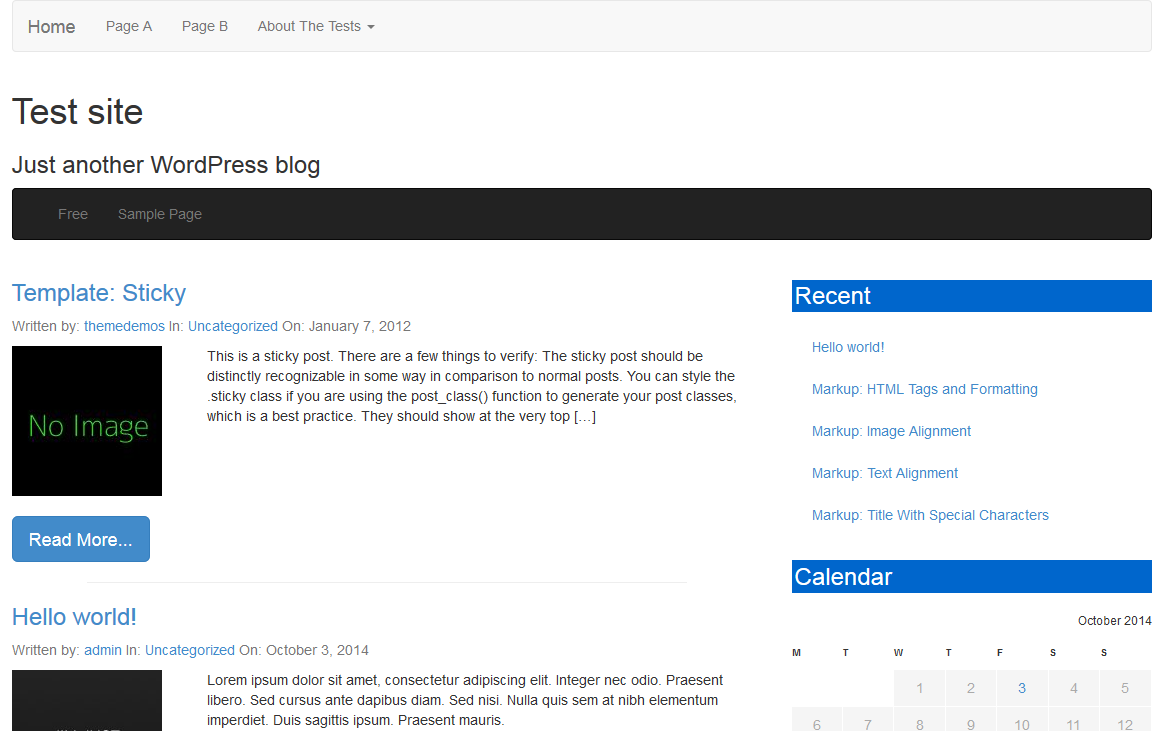 Home Page A Page B About The Tests
Test site
Just another WordPress blog
Free Sample Page
Template: Sticky
Written by: themedemos In: Uncategorized On: January 7, 2012
No Image
This is a sticky post. There are a few things to verify: The sticky post should be
distinctly recognizable in some way in comparison to normal posts. You can style the
.sticky class if you are using the post_class() function to generate your post classes,
which is a best practice. They should show at the very top […]
Read More...
Hello world!
Written by: admin In: Uncategorized On: October 3, 2014
Lorem ipsum dolor sit amet, consectetur adipiscing elit. Integer nec odio. Praesent
libero. Sed cursus ante dapibus diam. Sed nisi. Nulla quis sem at nibh elementum
imperdiet. Duis sagittis ipsum. Praesent mauris.
Recent
Hello world!
Markup: HTML Tags and Formatting
Markup: Image Alignment
Markup: Text Alignment
Markup: Title With Special Characters
Calendar
October 2014
M T W T F S S
1 2 3 4 5
6 7 8 9 10 11 12